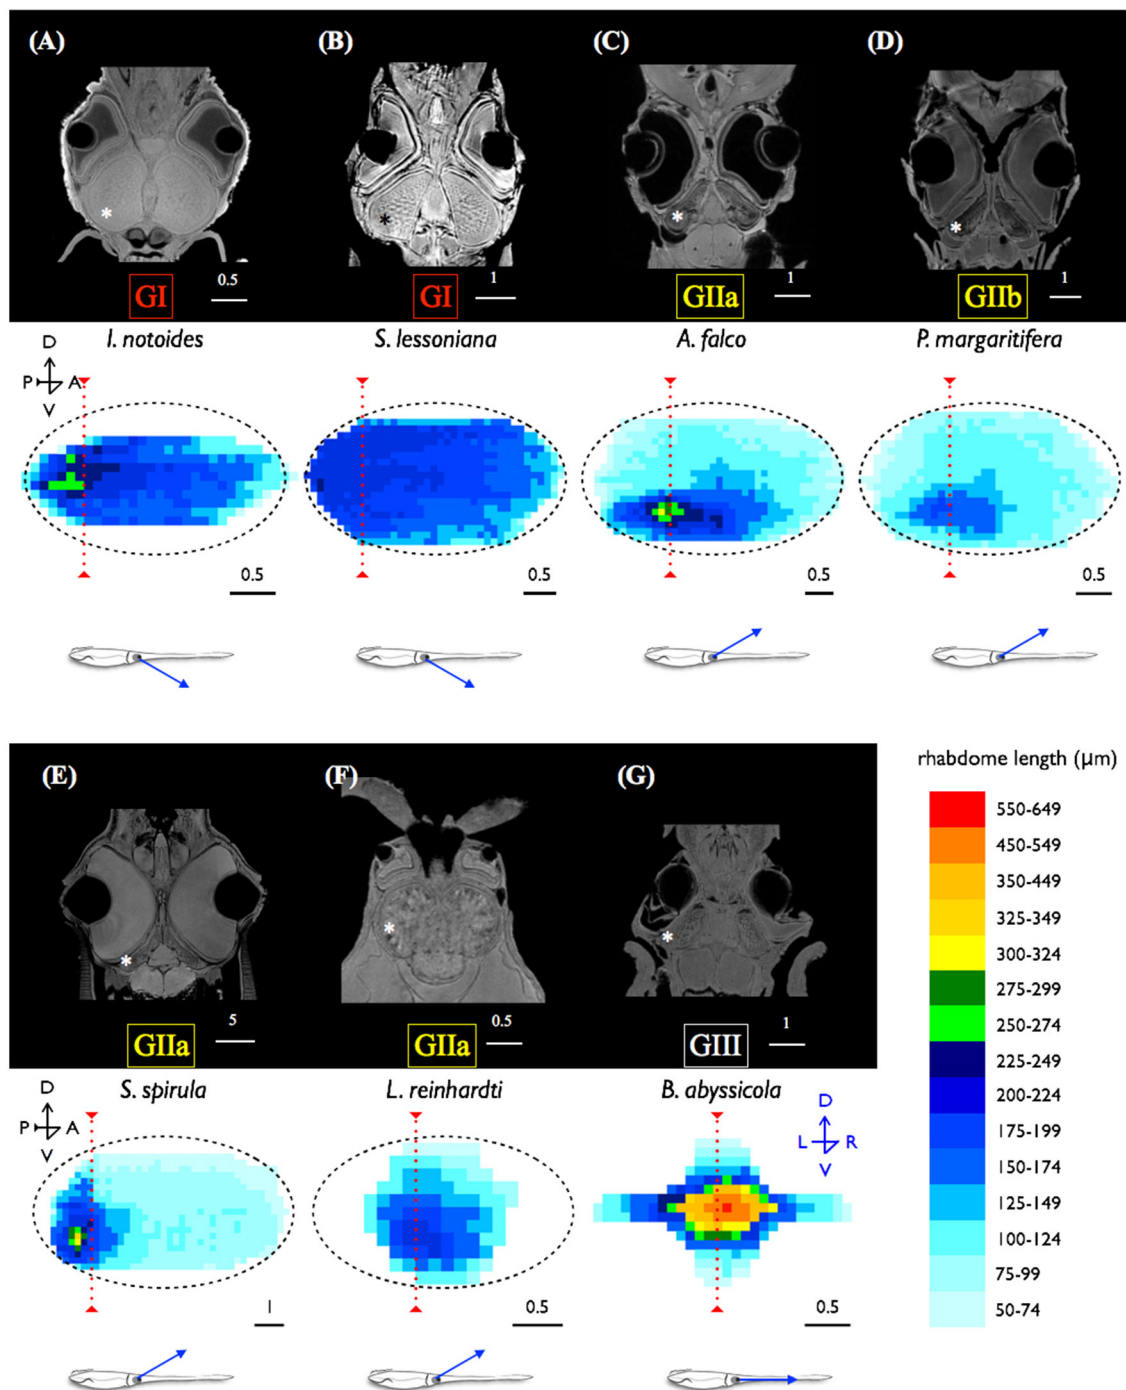 (A) (B) (C) (D)
0.5 1 1 1
GI GI GIIa GIIb
I. notoides S. lessoniana A. falco P. margaritifera
D
P A
V
0.5 0.5 0.5 0.5
(E) (F) (G)
rhabdome length (µm)
550-649
450-549
350-449
325-349
300-324
275-299
250-274
225-249
200-224
175-199
150-174
125-149
100-124
75-99
50-74
5 0.5 1
GIIa GIIa GIII
S. spirula L. reinhardti B. abyssicola
D D
P A L R
V V
1 0.5 0.5